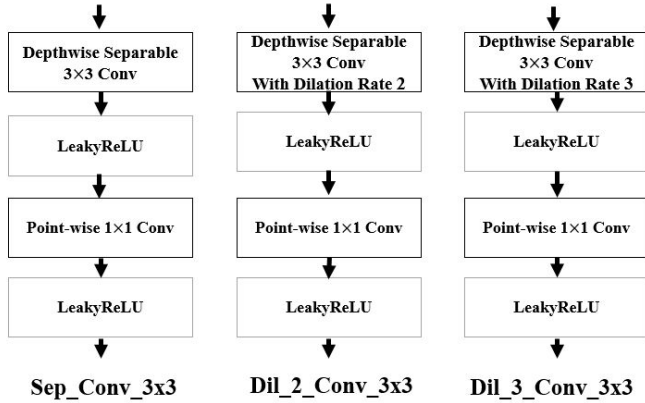 Depthwise Separable
3×3 Conv
LeakyReLU
Point-wise 1×1 Conv
LeakyReLU
Sep_Conv_3x3
Depthwise Separable
3×3 Conv
With Dilation Rate 2
LeakyReLU
Point-wise 1×1 Conv
LeakyReLU
Dil_2_Conv_3x3
Depthwise Separable
3×3 Conv
With Dilation Rate 3
LeakyReLU
Point-wise 1×1 Conv
LeakyReLU
Dil_3_Conv_3x3